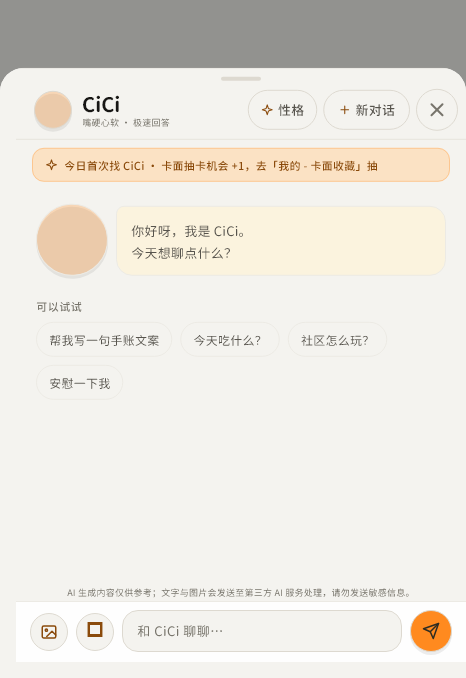 CiCi
嘴硬心软 · 极速回答
性格
新对话
今日首次找 CiCi · 卡面抽卡机会 +1，去「我的 - 卡面收藏」抽
你好呀，我是 CiCi。
今天想聊点什么？
可以试试
帮我写一句手账文案
今天吃什么？
社区怎么玩？
安慰一下我
AI 生成内容仅供参考；文字与图片会发送至第三方 AI 服务处理，请勿发送敏感信息。
和 CiCi 聊聊…